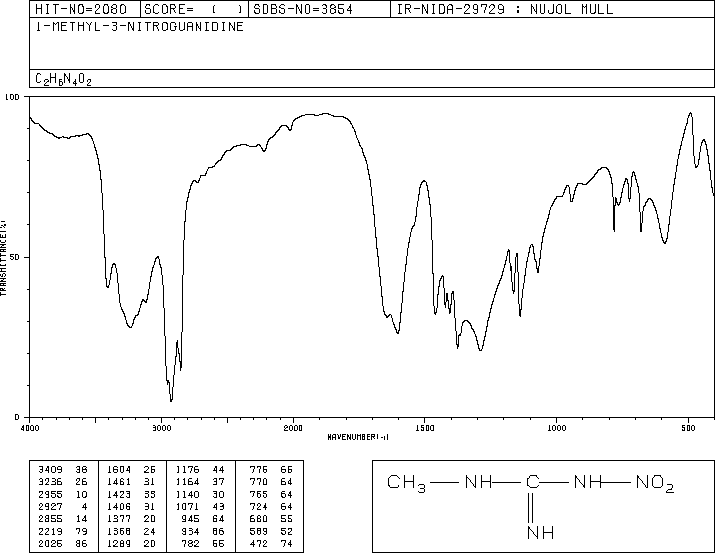 HIT-NO=2080 SCORE= ( ) SDBS-NO=3854 IR-NIDA-29729 : NUJOL MULL
1-METHYL-3-NITROGUANIDINE
C2H6N4O2
100
50
0
TRANSMITTANCE(%)
4000 3000 2000 1500 1000 500
WAVENUMBER(-1)
3409 38 1604 26 1176 44 776 66
3236 26 1461 31 1164 37 770 64
2955 10 1423 33 1140 30 765 64
2927 4 1406 31 1071 43 724 64
2855 14 1377 20 945 64 680 55
2219 79 1368 24 934 66 589 52
2026 86 1289 20 782 55 472 74
CH3 NH C NH NO2
NH